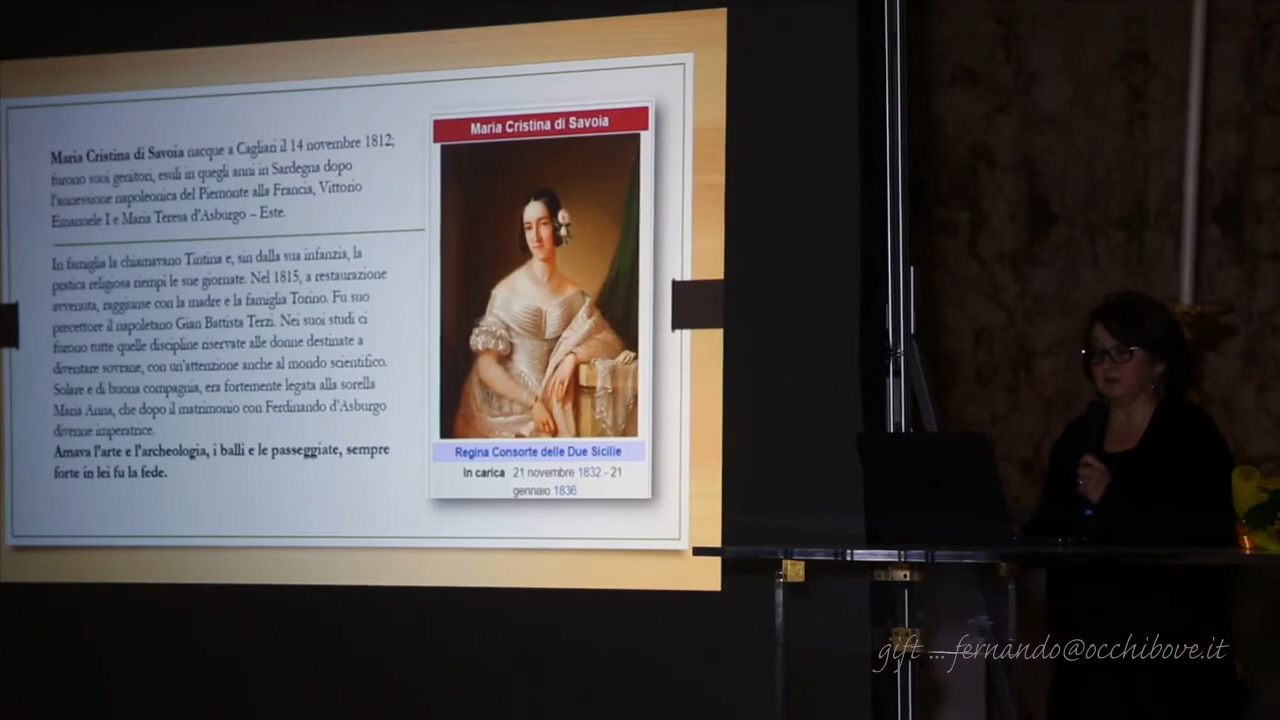 Maria Cristina di Savoia nacque a Cagliari il 14 novembre 1812;
furono suoi genitori, esuli in quegli anni in Sardegna dopo
l'annessione napoleonica del Piemonte alla Francia, Vittorio
Emanuele I e Maria Teresa d'Asburgo – Este.
In famiglia la chiamavano Tintina e, sin dalla sua infanzia, la
pratica religiosa riempì le sue giornate. Nel 1815, a restaurazione
avvenuta, raggiunse con la madre e la famiglia Torino. Fu suo
precettore il napoletano Gian Battista Terzi. Nei suoi studi ci
furono tutte quelle discipline riservate alle donne destinate a
diventare sovrane, con un'attenzione anche al mondo scientifico.
Solare e di buona compagnia, era fortemente legata alla sorella
Maria Anna, che dopo il matrimonio con Ferdinando d'Asburgo
divenne imperatrice.
Amava l'arte e l'archeologia, i balli e le passeggiate, sempre
forte in lei fu la fede.
Maria Cristina di Savoia
Regina Consorte delle Due Sicilie
In carica 21 novembre 1832 - 21
gennaio 1836
gift ... fernando@occhibove.it